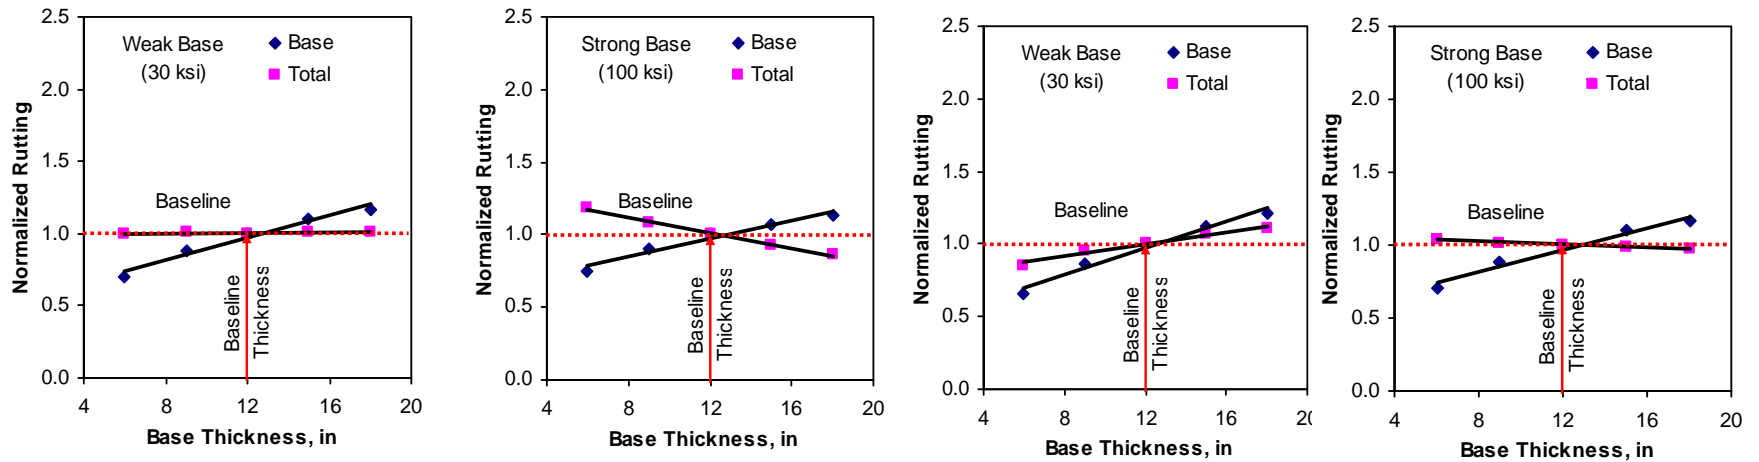 2.5
2.0
1.5
1.0
0.5
0.0
Normalized Rutting
Weak Base
(30 ksi)
Base
Total
Baseline
Baseline
Thickness
4
8
12
16
20
Base Thickness, in
2.5
2.0
1.5
1.0
0.5
0.0
Normalized Rutting
Strong Base
(100 ksi)
Base
Total
Baseline
Baseline
Thickness
4
8
12
16
20
Base Thickness, in
2.5
2.0
1.5
1.0
0.5
0.0
Normalized Rutting
Weak Base
(30 ksi)
Base
Total
Baseline
Baseline
Thickness
4
8
12
16
20
Base Thickness, in
2.5
2.0
1.5
1.0
0.5
0.0
Normalized Rutting
Strong Base
(100 ksi)
Base
Total
Baseline
Baseline
Thickness
4
8
12
16
20
Base Thickness, in